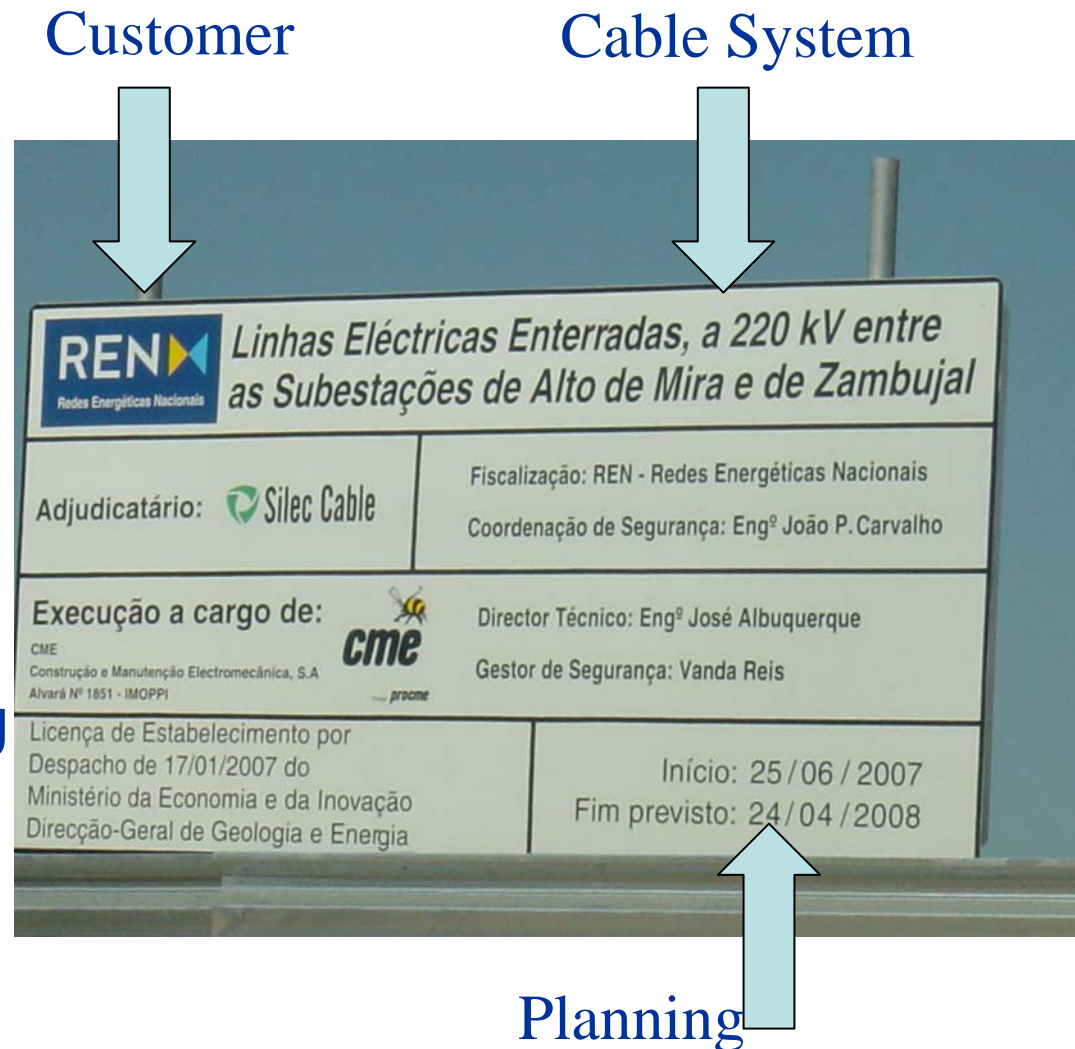 Customer
Cable System
REN
Redes Energéticas Nacionais
Linhas Eléctricas Enterradas, a 220 kV entre
as Subestações de Alto de Mira e de Zambujal
Adjudicatário: Silec Cable
Fiscalização: REN - Redes Energéticas Nacionais
Coordenação de Segurança: Engº João P. Carvalho
Execução a cargo de:
CME
Construção e Manutenção Electromecânica, S.A
Alvará Nº 1851 - IMOPPI
cme
procme
Director Técnico: Engº José Albuquerque
Gestor de Segurança: Vanda Reis
g
Licença de Estabelecimento por
Despacho de 17/01/2007 do
Ministério da Economia e da Inovação
Direcção-Geral de Geologia e Energia
Início: 25/06/2007
Fim previsto: 24/04/2008
Planning